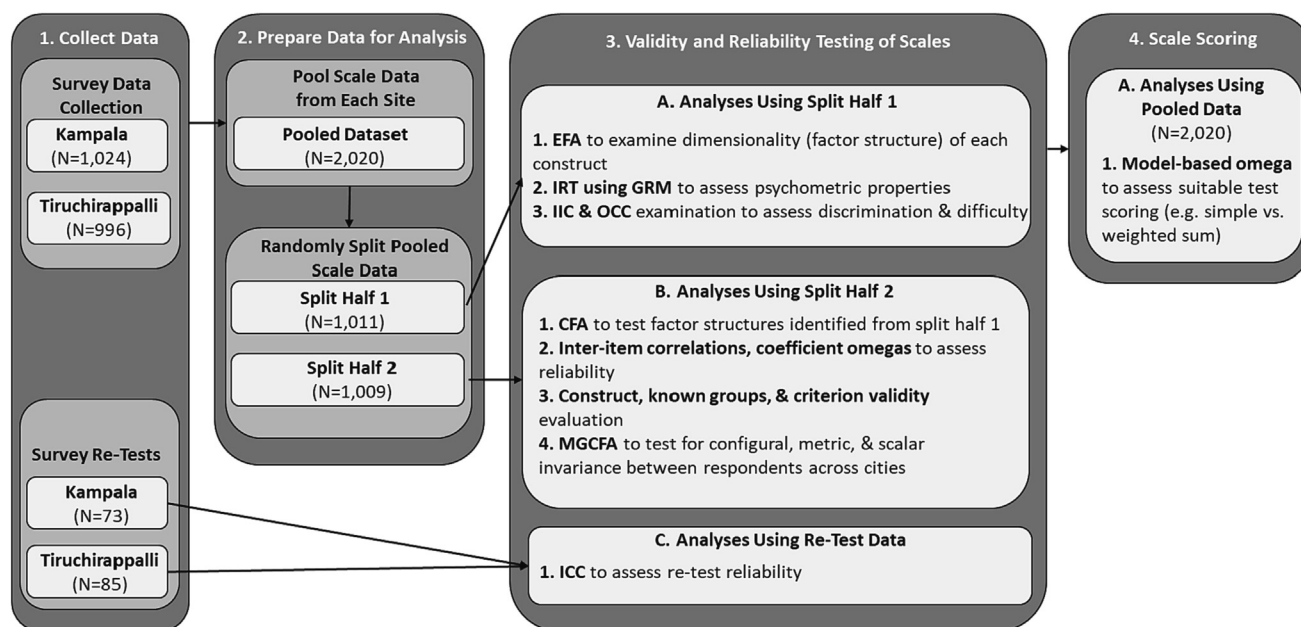 1. Collect Data
Survey Data
Collection
Kampala
(N=1,024)
Tiruchirappalli
(N=996)
Survey Re-Tests
Kampala
(N=73)
Tiruchirappalli
(N=85)
2. Prepare Data for Analysis
Pool Scale Data
from Each Site
Pooled Dataset
(N=2,020)
Randomly Split Pooled
Scale Data
Split Half 1
(N=1,011)
Split Half 2
(N=1,009)
3. Validity and Reliability Testing of Scales
A. Analyses Using Split Half 1
1. EFA to examine dimensionality (factor structure) of each
construct
2. IRT using GRM to assess psychometric properties
3. IIC & OCC examination to assess discrimination & difficulty
B. Analyses Using Split Half 2
1. CFA to test factor structures identified from split half 1
2. Inter-item correlations, coefficient omegas to assess
reliability
3. Construct, known groups, & criterion validity
evaluation
4. MGCFA to test for configural, metric, & scalar
invariance between respondents across cities
C. Analyses Using Re-Test Data
1. ICC to assess re-test reliability
4. Scale Scoring
A. Analyses Using
Pooled Data
(N=2,020)
1. Model-based omega
to assess suitable test
scoring (e.g. simple vs.
weighted sum)